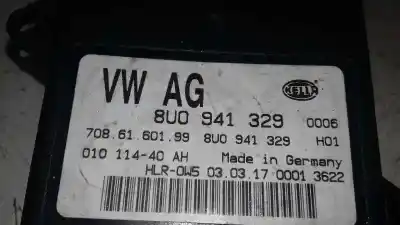 VW AG
HELLA
8U0 941 329 0006
708.61.601.99 8U0 941 329 H01
010 114-40 AH Made in Germany
HLR-0W5 03.03.17 0001 3622